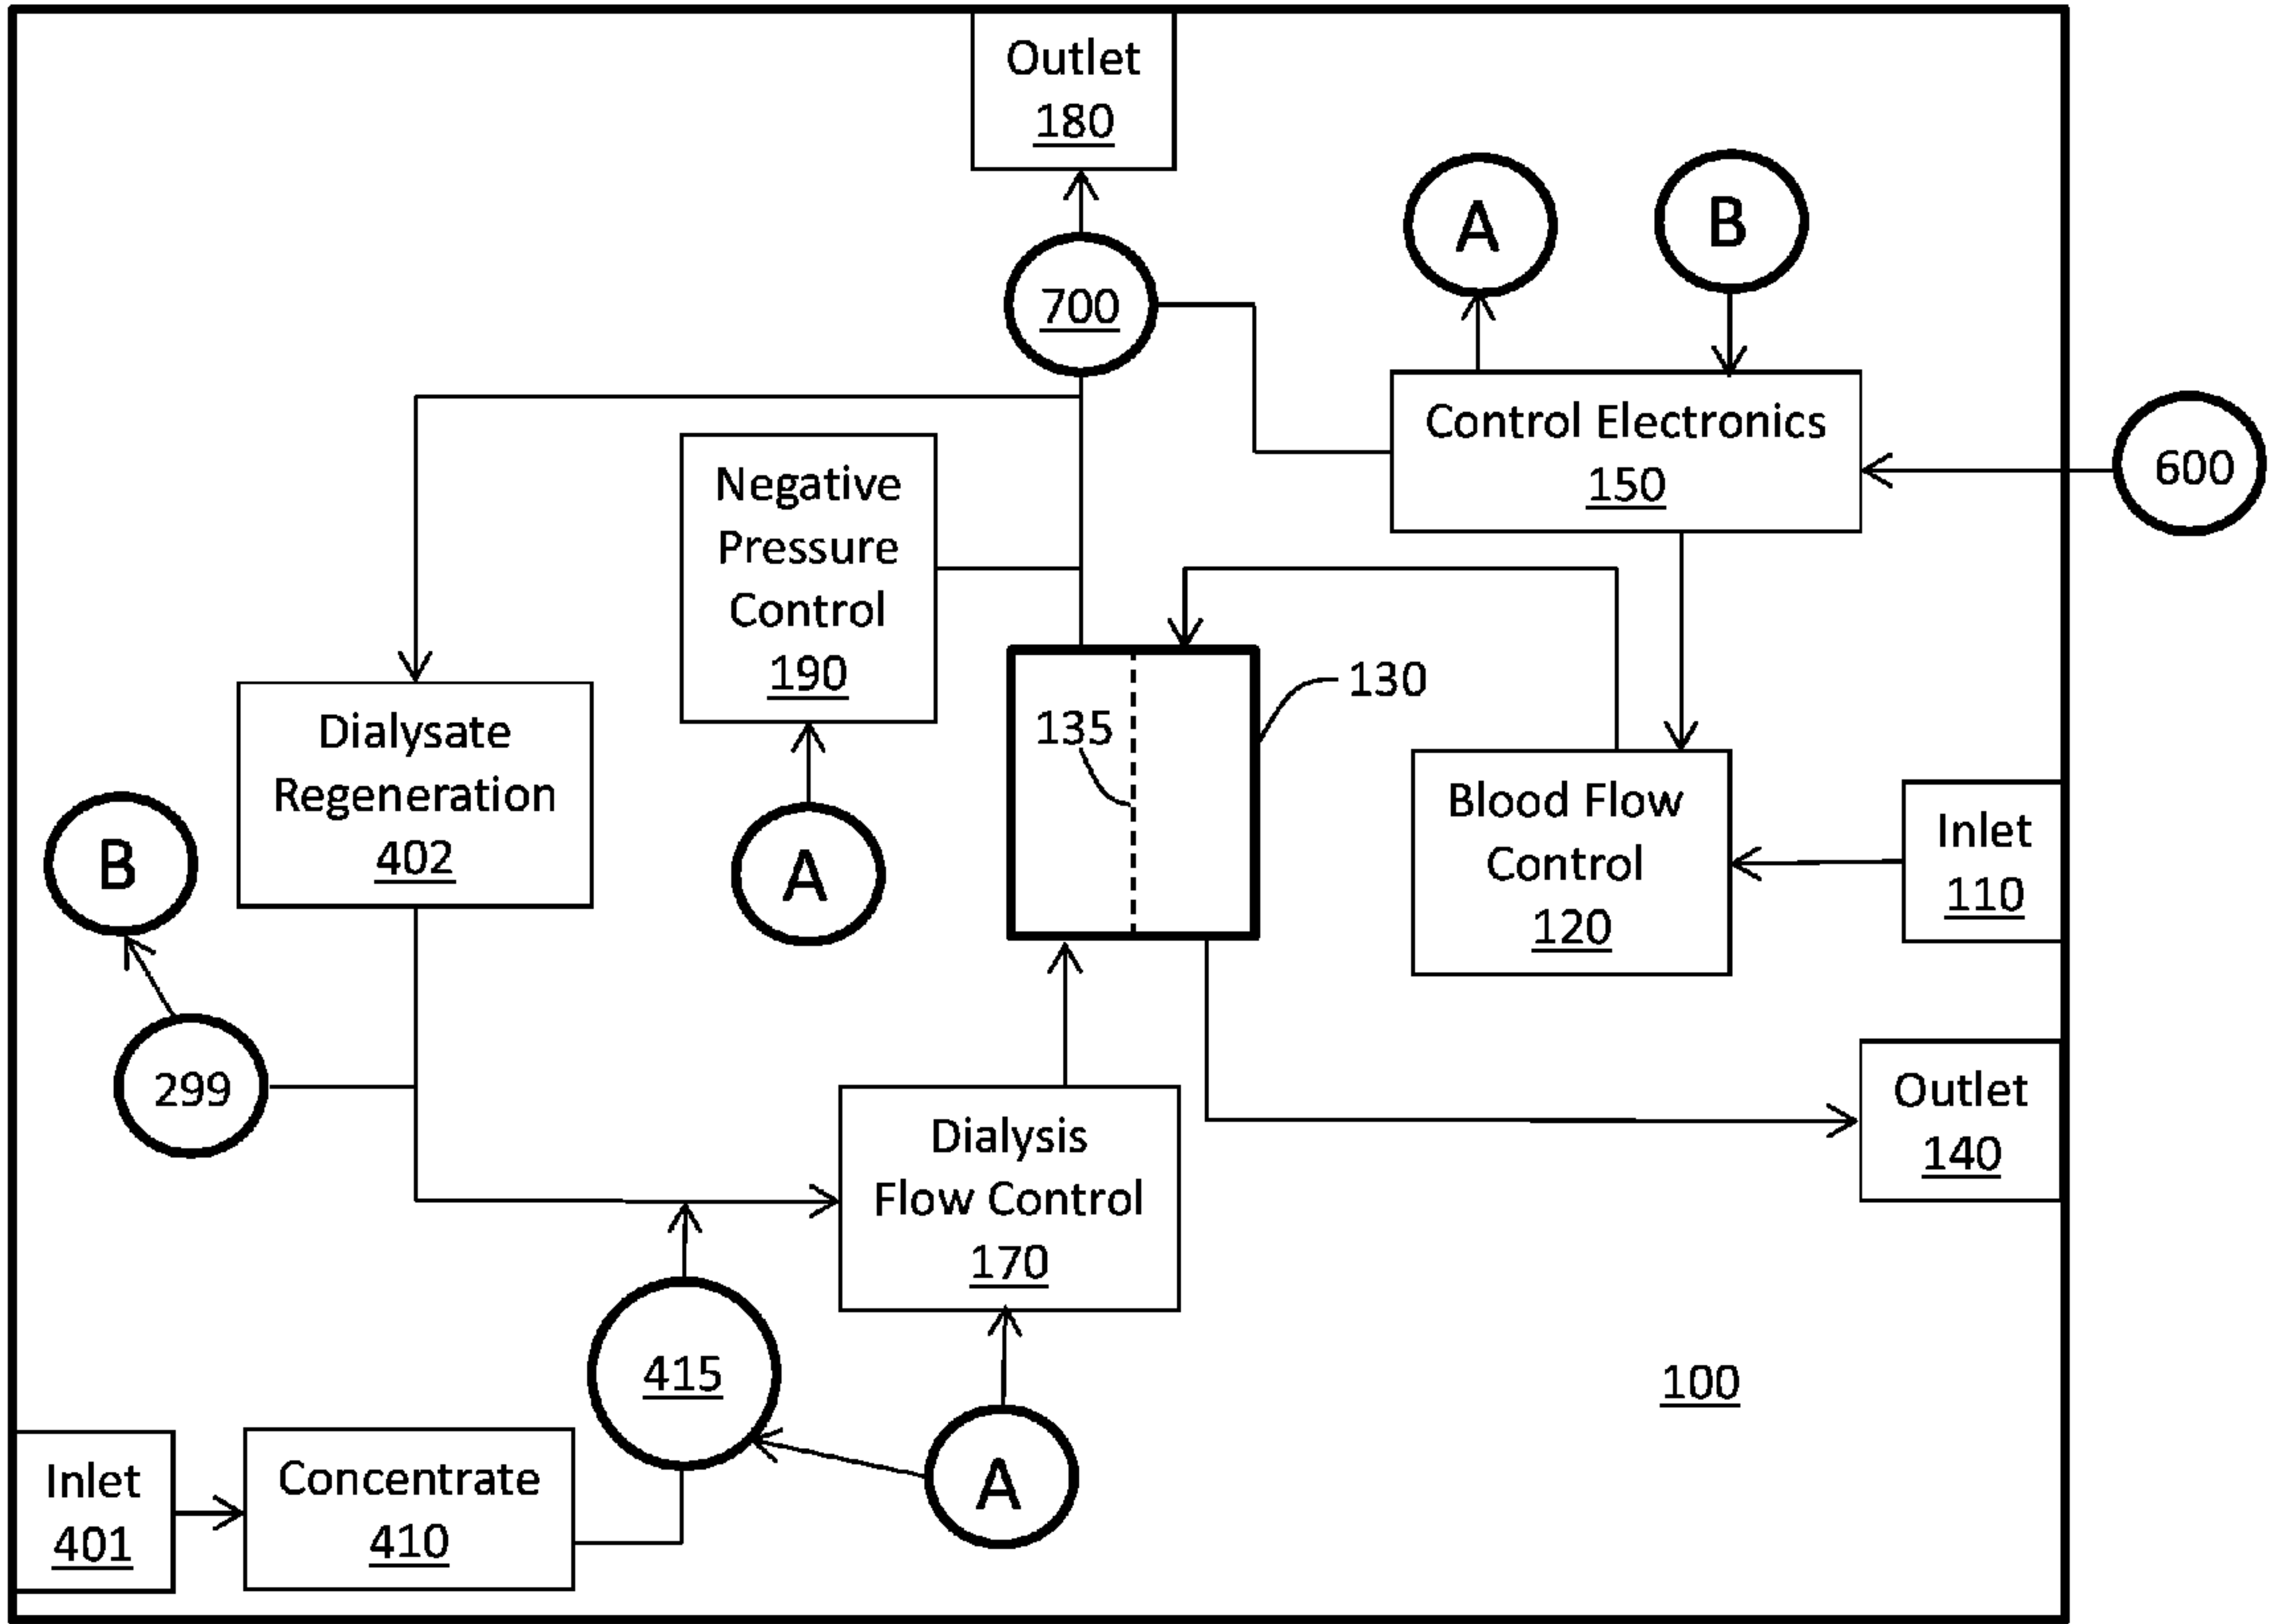 Outlet
180
A
B
700
Control Electronics
150
600
Negative
Pressure
Control
190
130
135
Dialysate
Regeneration
402
Blood Flow
Control
120
Inlet
110
B
A
299
Outlet
140
Dialysis
Flow Control
170
415
100
A
Inlet
401
Concentrate
410